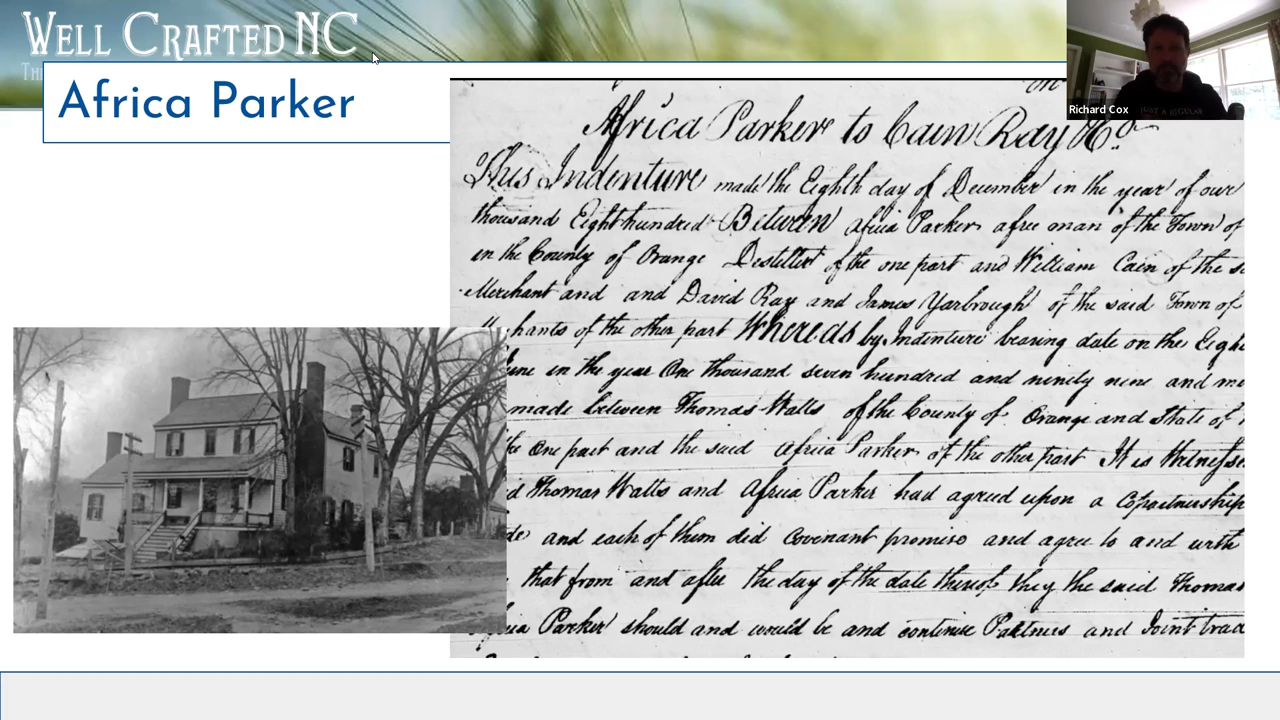 WELL CRAFTED NC
TH
Africa Parker
Richard Cox
Africa Parker to Cain Ray &Co.
This Indenture made the Eighth day of December in the year of our
thousand Eight hundred Between Africa Parker a free man of the Town of
in the County of Orange Destiller of the one part and William Cain of the s
Merchant and and David Ray and James Yarbrough of the said Town of
chants of the other part Whereas by Indenture bearing date on the Eigh
une in the year One thousand seven hundred and ninety nine and m
made between Thomas Watts of the County of Orange and State of
the One part and the said Africa Parker of the other part It is Witnesse
d Thomas Watts and Africa Parker had agreed upon a Copartnership
and each of them did Covenant promise and agree to and with
that from and after the day of the date thereof they the said Thomas
Africa Parker should and would be and continue Partners and Joint trad